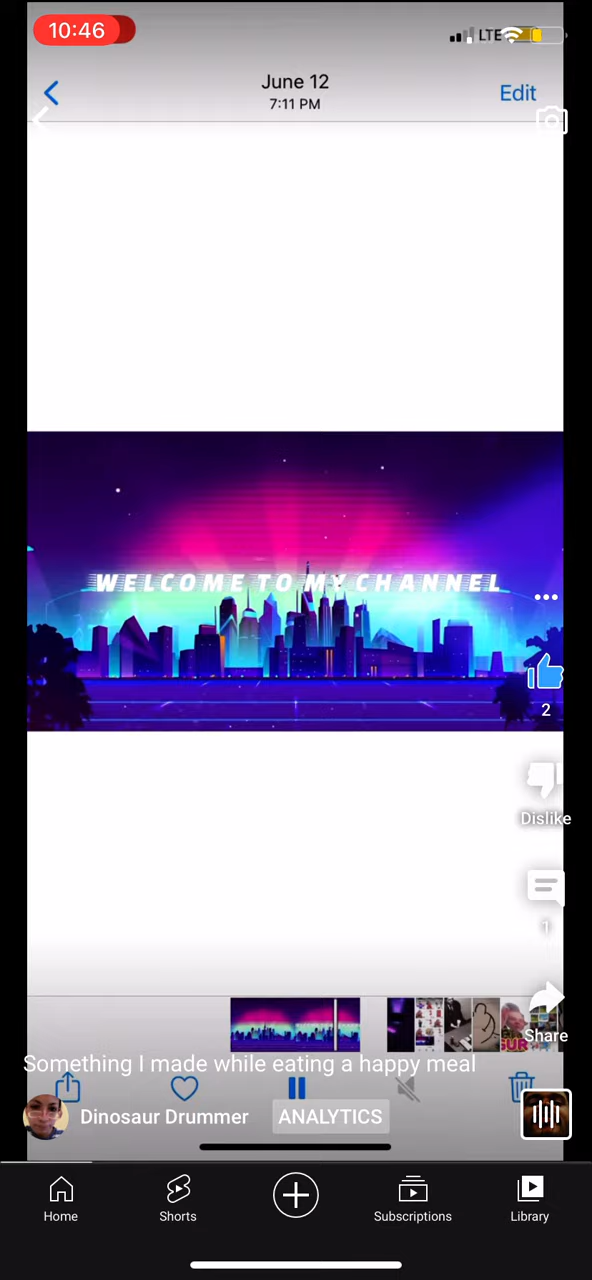 10:46
LTE
June 12
7:11 PM
Edit
WELCOME TO MY CHANNEL
2
Dislike
1
Share
Something I made while eating a happy meal
Dinosaur Drummer
ANALYTICS
Home
Shorts
Subscriptions
Library